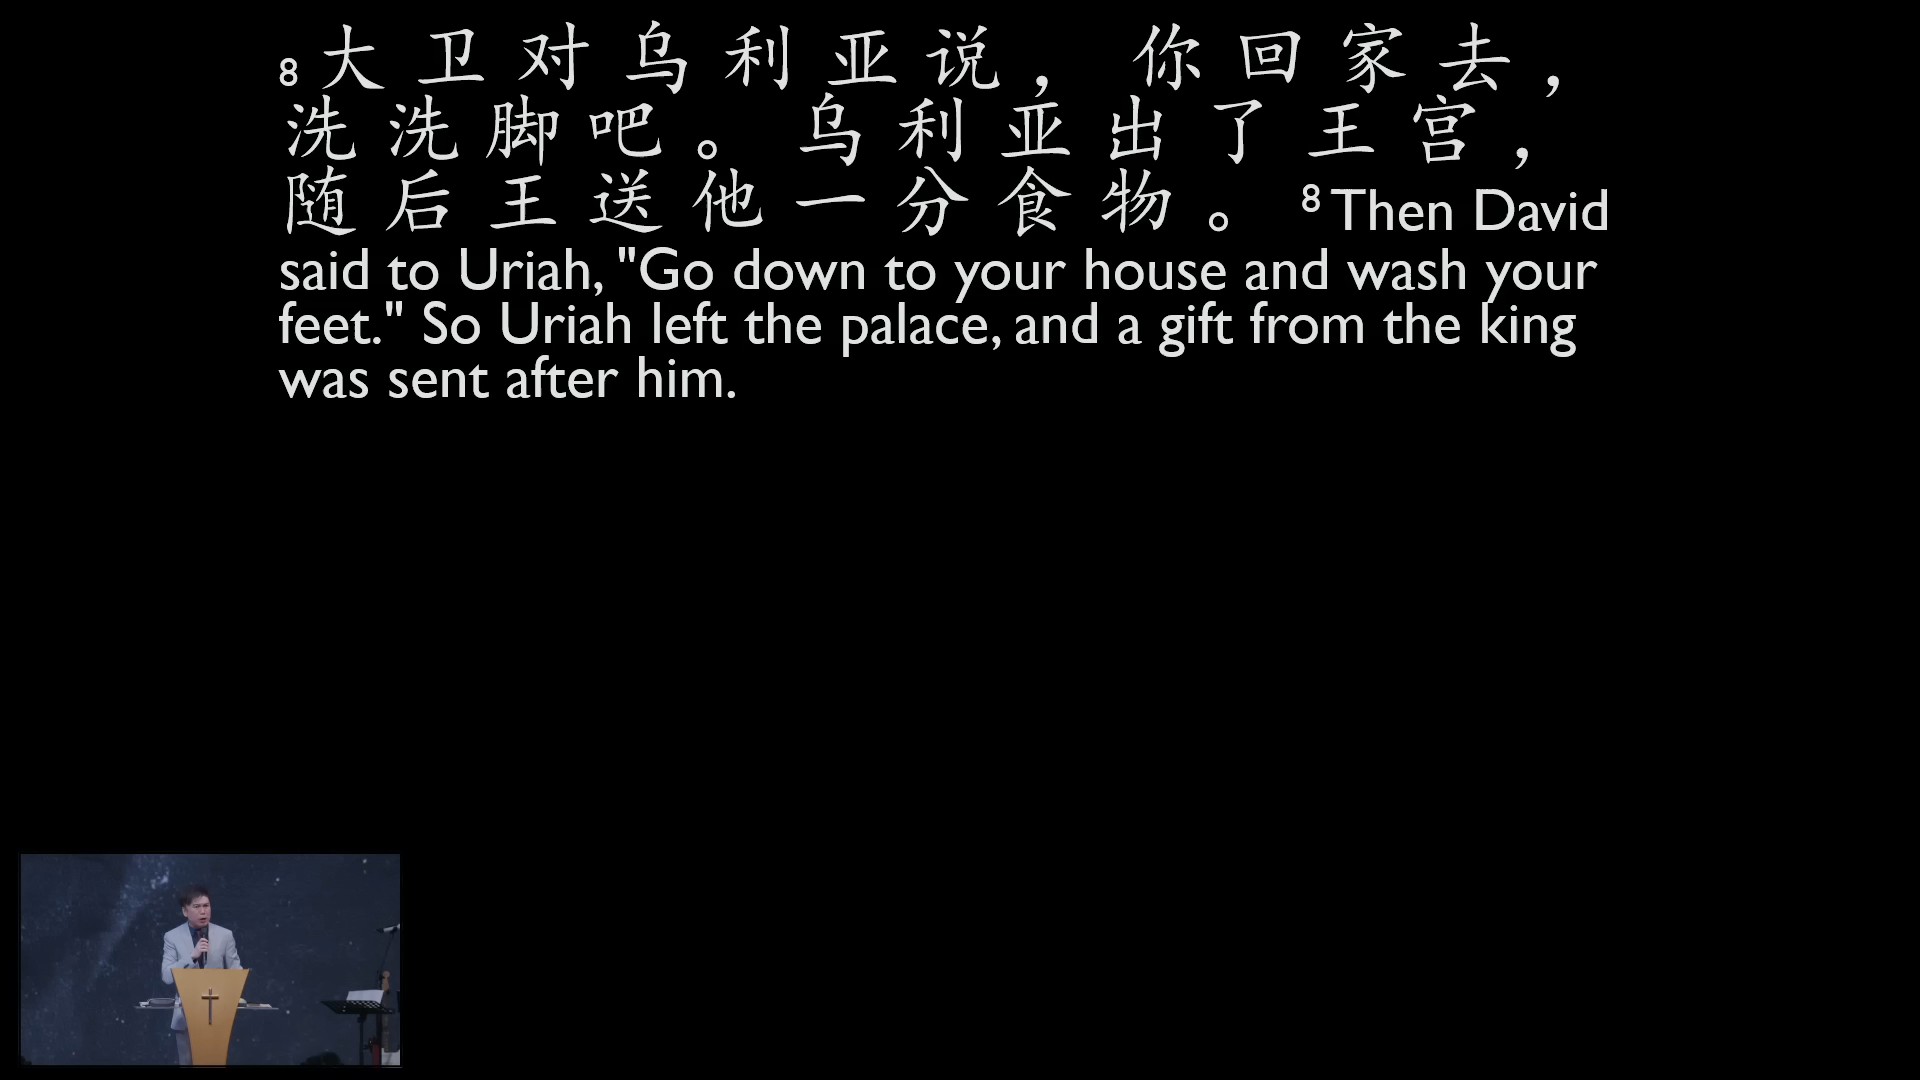 8 大卫对乌利亚说，你回家去，
洗洗脚吧。乌利亚出了王宫，
随后王送他一分食物。 8 Then David
said to Uriah, "Go down to your house and wash your
feet." So Uriah left the palace, and a gift from the king
was sent after him.